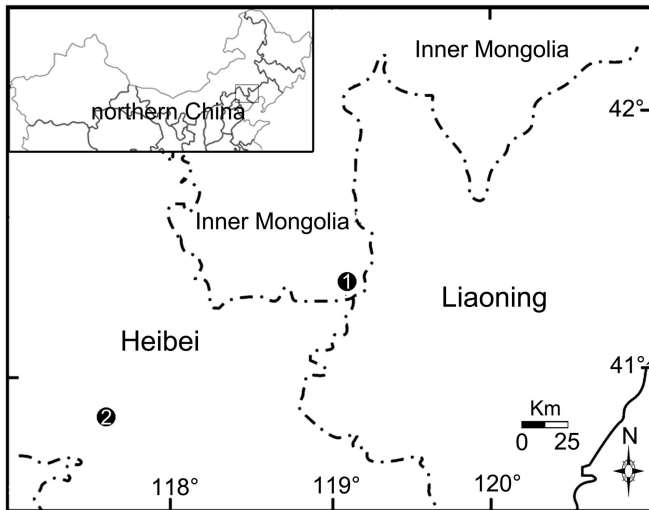 Inner Mongolia
northern China
42°
Inner Mongolia
1
Liaoning
Heibei
41°
2
Km
0 25
N
118° 119° 120°